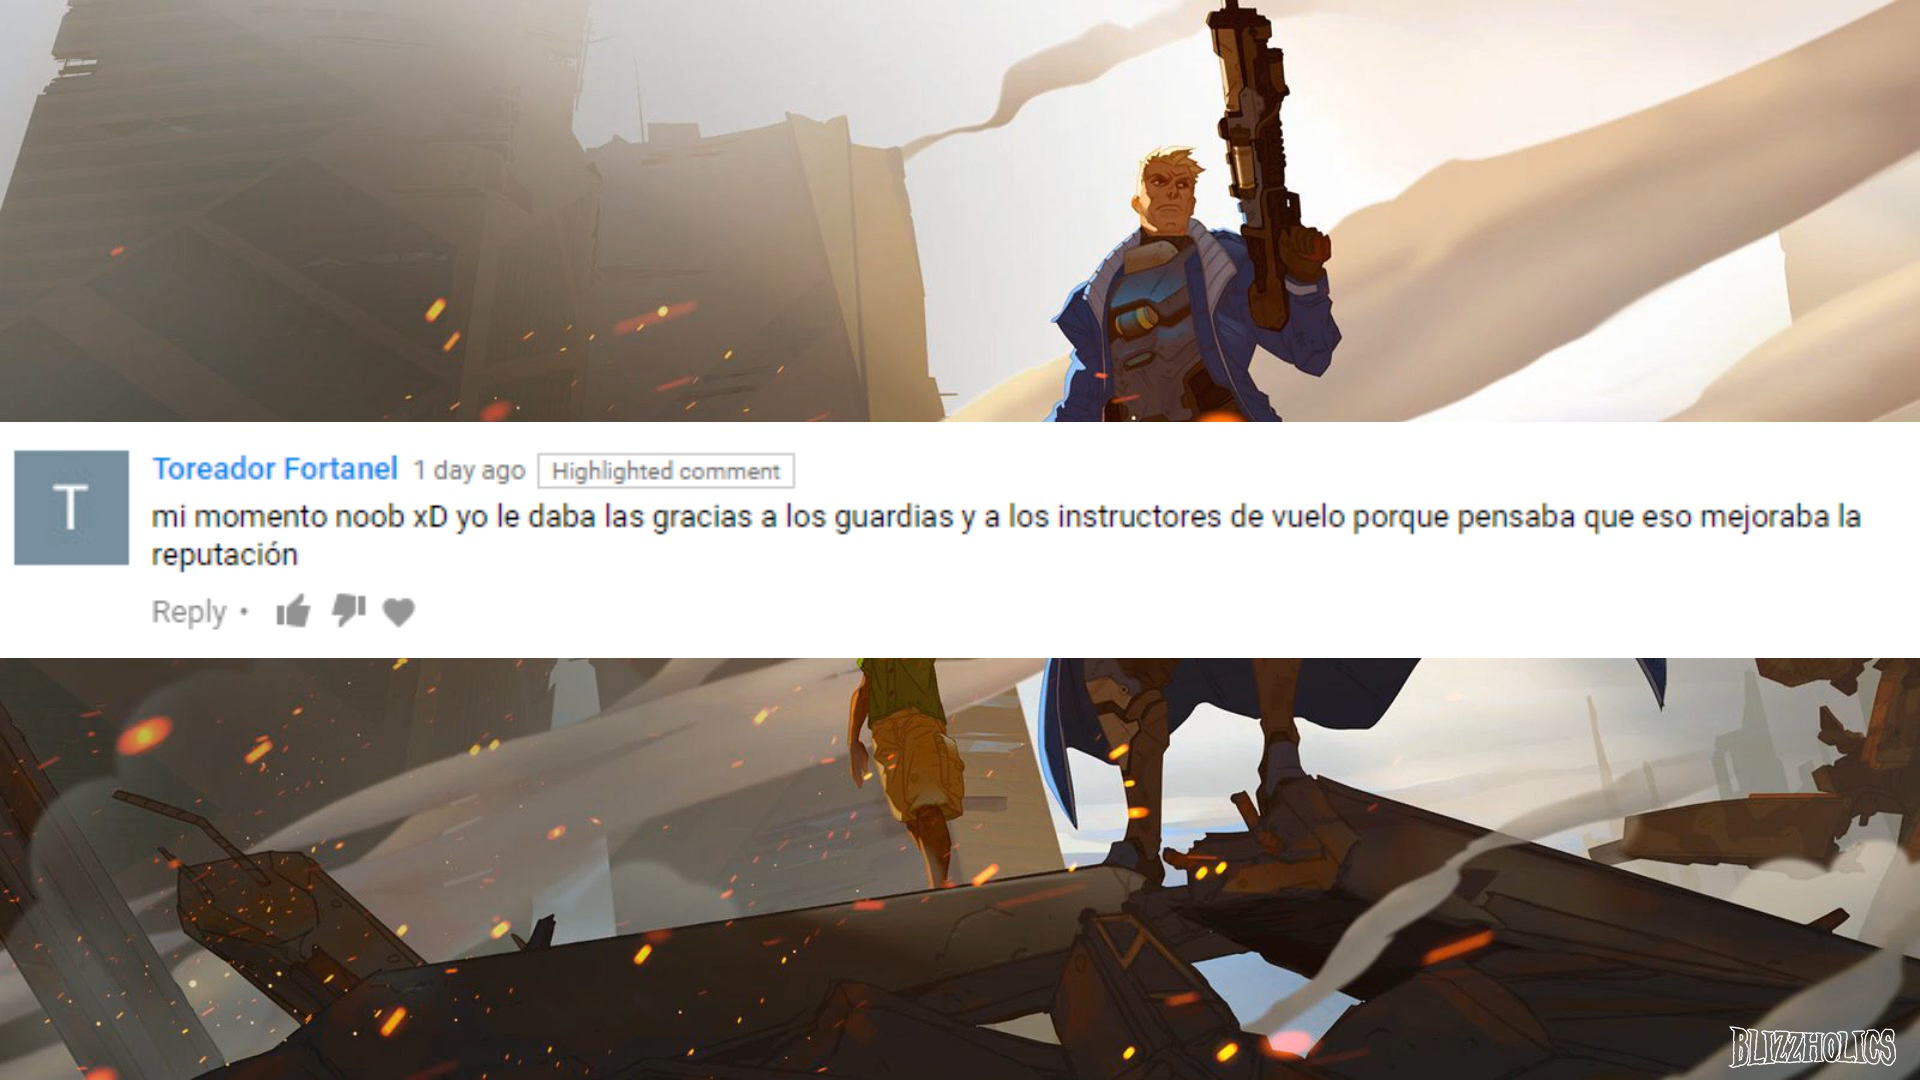 T
Toreador Fortanel 1 day ago Highlighted comment
mi momento noob xD yo le daba las gracias a los guardias y a los instructores de vuelo porque pensaba que eso mejoraba la
reputación
Reply •
BLIZZHOLICS